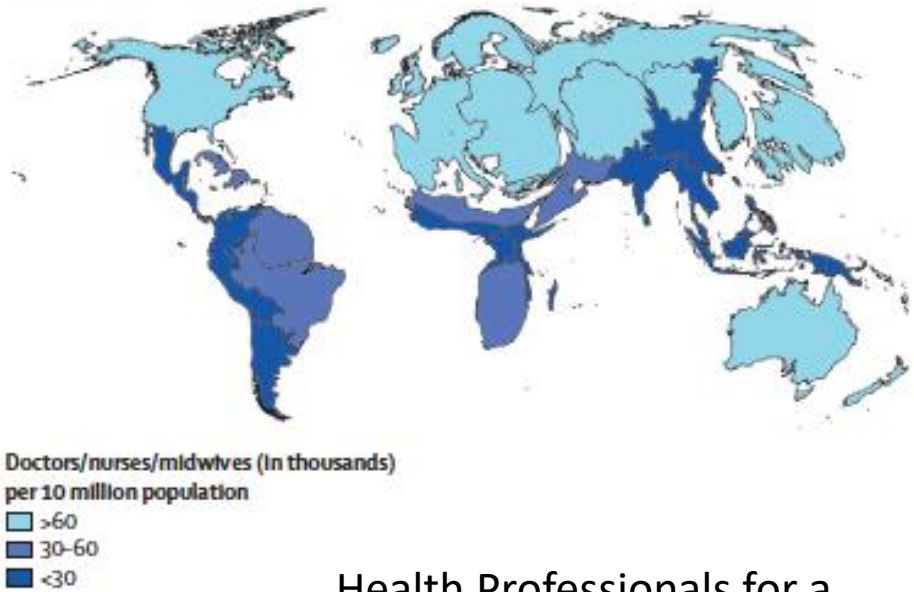 Doctors/nurses/midwives (in thousands)
per 10 million population
>60
30-60
<30
Health Professionals for a